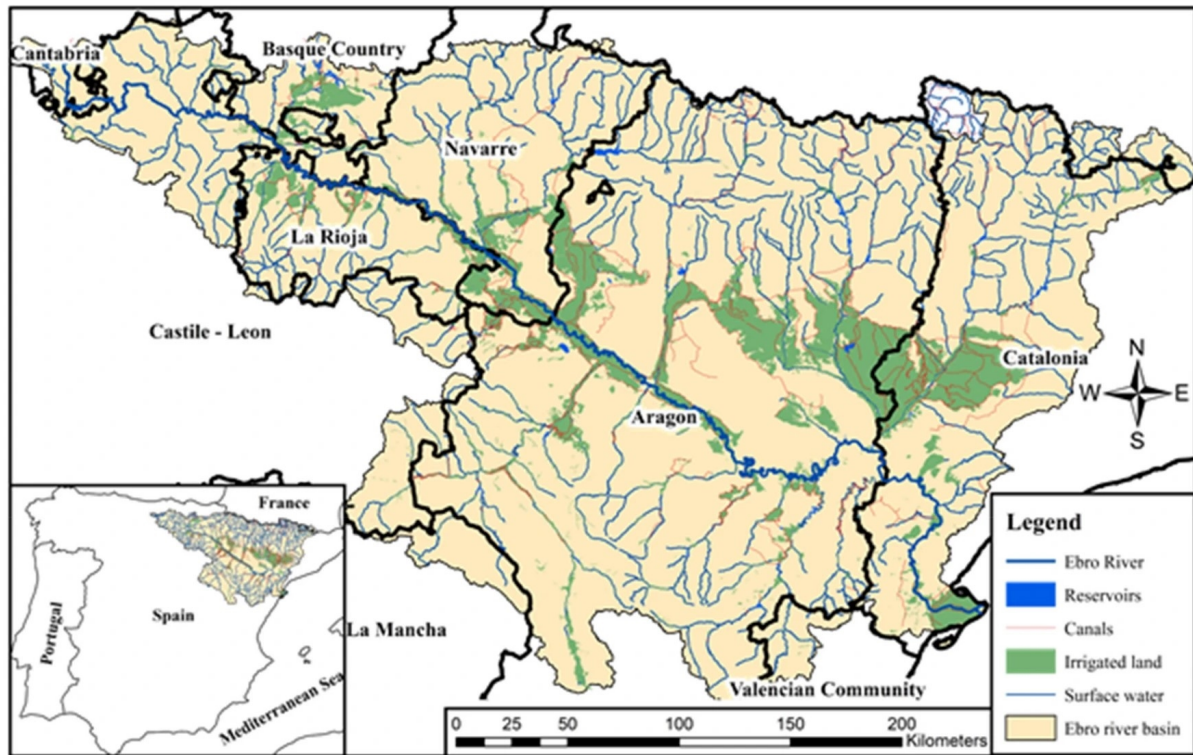 Cantabria
Basque Country
Navarre
La Rioja
Castile - Leon
Catalonia
Aragon
N
W E
S
France
Portugal
Spain
Mediterranean Sea
La Mancha
Valencian Community
0 25 50 100 150 200
Kilometers
Legend
Ebro River
Reservoirs
Canals
Irrigated land
Surface water
Ebro river basin